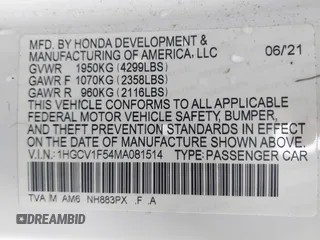 MFD. BY HONDA DEVELOPMENT &
MANUFACTURING OF AMERICA, LLC 06/21
GVWR 1950KG (4299LBS)
GAWR F 1070KG (2358LBS)
GAWR R 960KG (2116LBS)
THIS VEHICLE CONFORMS TO ALL APPLICABLE
FEDERAL MOTOR VEHICLE SAFETY, BUMPER,
AND THEFT PREVENTION STANDARDS IN EFFECT
ON THE DATE OF MANUFACTURE SHOWN ABOVE.
V.I.N.: 1HGCV1F54MA081514 TYPE:PASSENGER CAR
TVA M AM6 NH883PX .F .A
DREAMBID